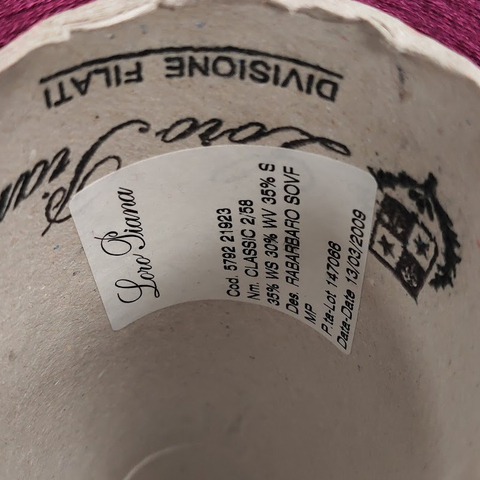 DIVISIONE FILATI
Loro Piana
Loro Piana
Cod. 5792 21923
Nm. CLASSIC 2/58
35% WS 30% WV 35% S
Des. RABARBARO SOVF
MP
P.ta-Lot 147066
Data-Date 13/03/2009